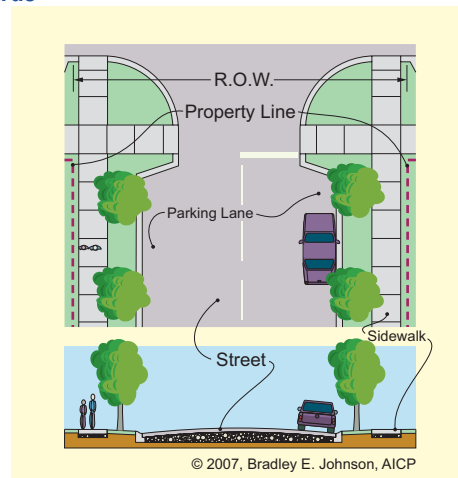 R.O.W.
Property Line
Parking Lane
Sidewalk
Street
© 2007, Bradley E. Johnson, AICP